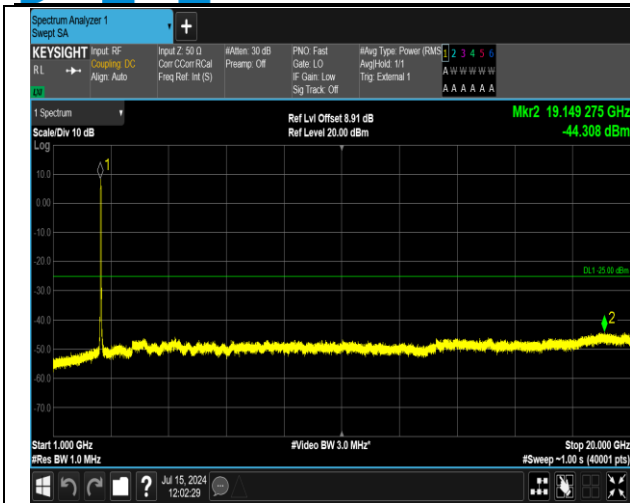 Spectrum Analyzer 1
Swept SA
+
KEYSIGHT
RL
Input: RF
Coupling: DC
Align: Auto
Input Z: 50 Ω
Corr CCorr RCal
Freq Ref: Int (S)
#Atten: 30 dB
Preamp: Off
PNO: Fast
Gate: LO
IF Gain: Low
Sig Track: Off
#Avg Type: Power (RMS
Avg|Hold: 1/1
Trig: External 1
1 2 3 4 5 6
A W W W W W
A A A A A A
1 Spectrum
Scale/Div 10 dB
Log
Ref Lvl Offset 8.91 dB
Ref Level 20.00 dBm
Mkr2 19.149 275 GHz
-44.308 dBm
1
10.0
0.00
-10.0
-20.0
DL1 -25.00 dBm
-30.0
-40.0
2
-50.0
-60.0
-70.0
Start 1.000 GHz
#Res BW 1.0 MHz
#Video BW 3.0 MHz*
Stop 20.000 GHz
#Sweep ~1.00 s (40001 pts)
?
Jul 15, 2024
12:02:29